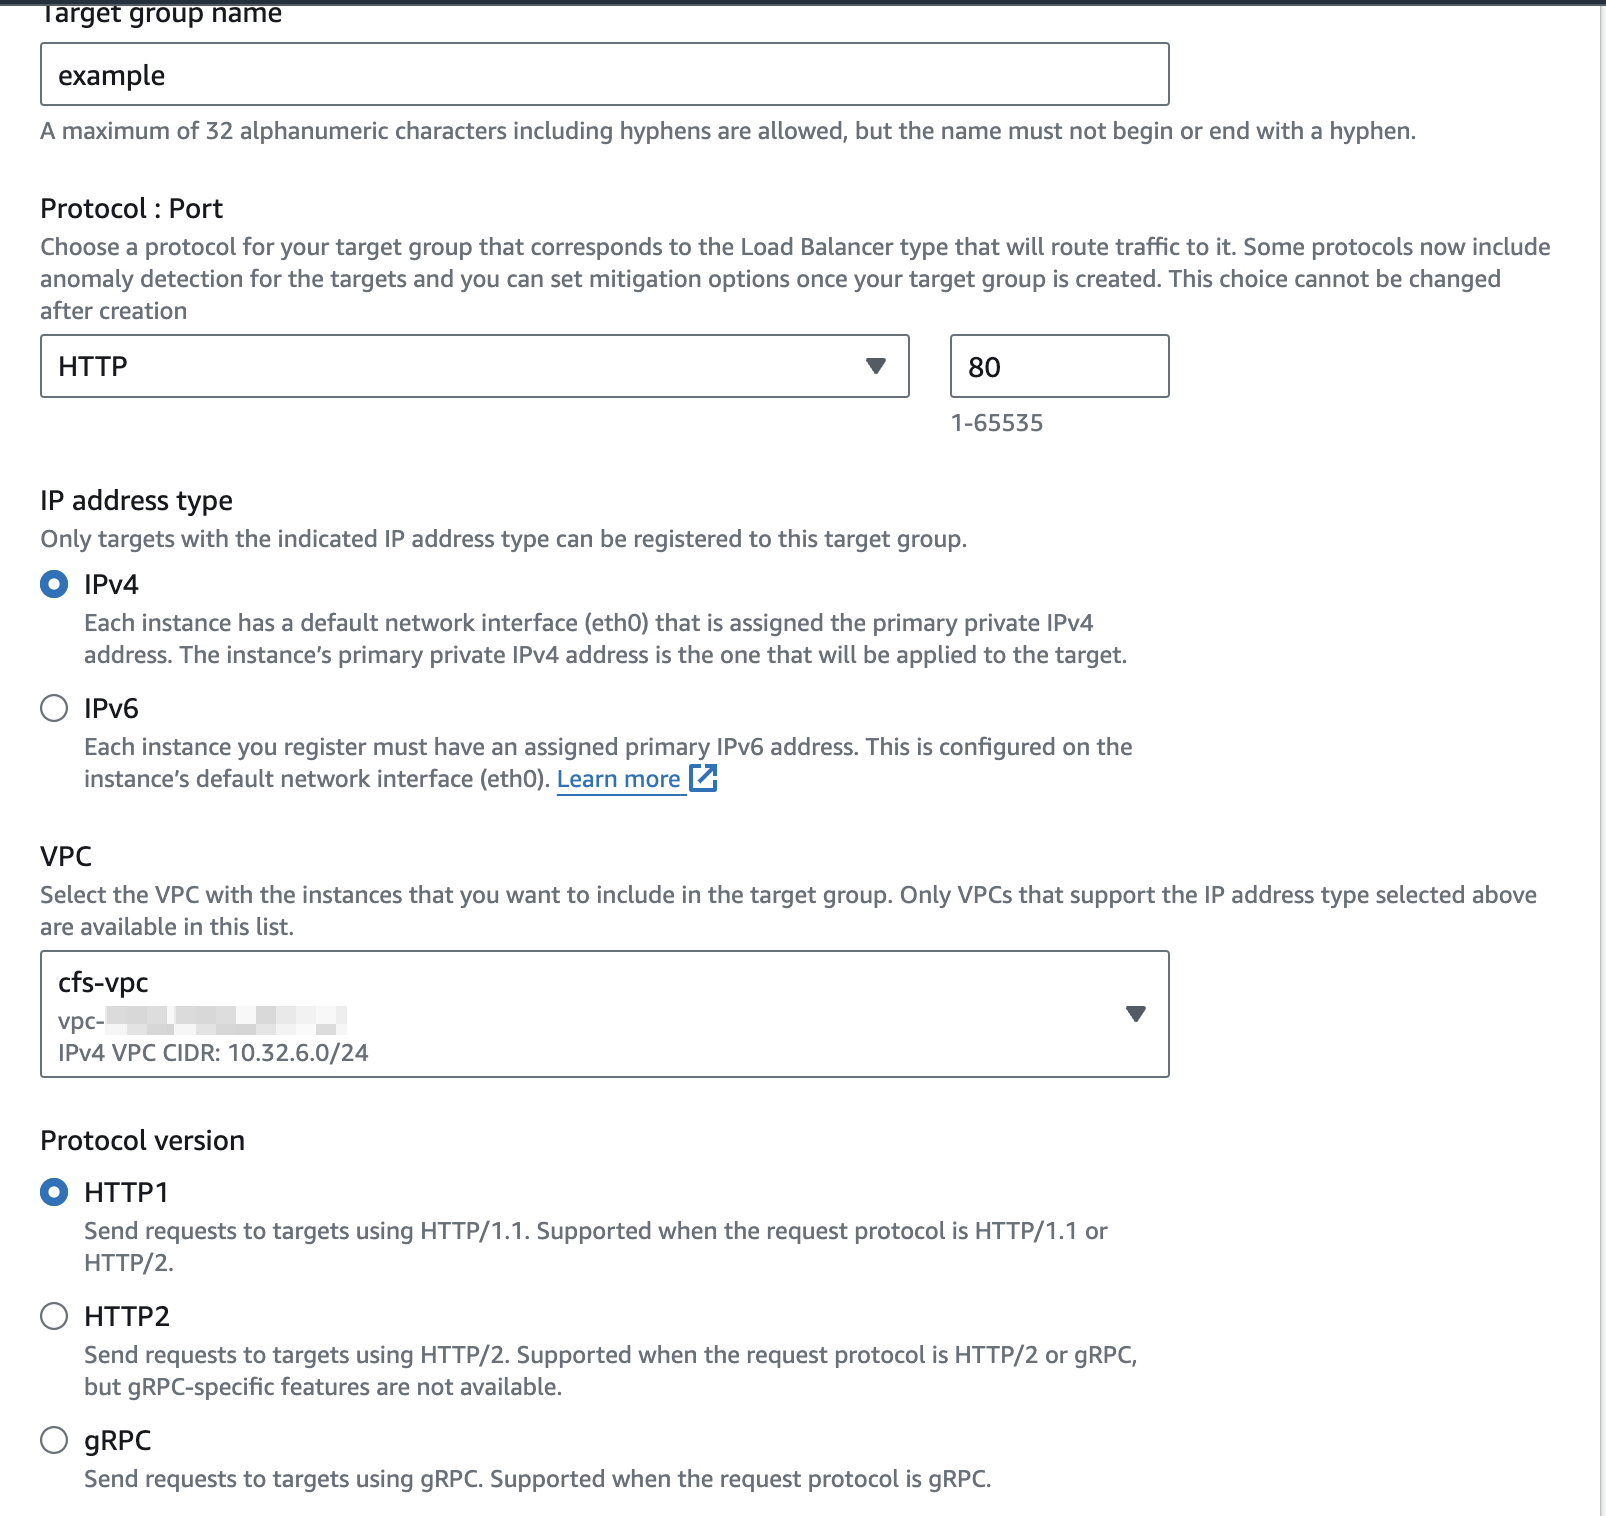 Target group name
example
A maximum of 32 alphanumeric characters including hyphens are allowed, but the name must not begin or end with a hyphen.
Protocol : Port
Choose a protocol for your target group that corresponds to the Load Balancer type that will route traffic to it. Some protocols now include
anomaly detection for the targets and you can set mitigation options once your target group is created. This choice cannot be changed
after creation
HTTP
80
1-65535
IP address type
Only targets with the indicated IP address type can be registered to this target group.
IPv4
Each instance has a default network interface (eth0) that is assigned the primary private IPv4
address. The instance’s primary private IPv4 address is the one that will be applied to the target.
IPv6
Each instance you register must have an assigned primary IPv6 address. This is configured on the
instance’s default network interface (eth0). Learn more
VPC
Select the VPC with the instances that you want to include in the target group. Only VPCs that support the IP address type selected above
are available in this list.
cfs-vpc
vpc-
IPv4 VPC CIDR: 10.32.6.0/24
Protocol version
HTTP1
Send requests to targets using HTTP/1.1. Supported when the request protocol is HTTP/1.1 or
HTTP/2.
HTTP2
Send requests to targets using HTTP/2. Supported when the request protocol is HTTP/2 or gRPC,
but gRPC-specific features are not available.
gRPC
Send requests to targets using gRPC. Supported when the request protocol is gRPC.